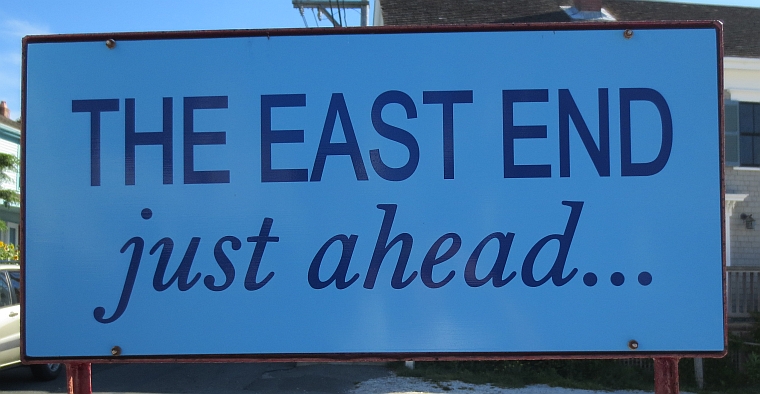 THE EAST END
just ahead...